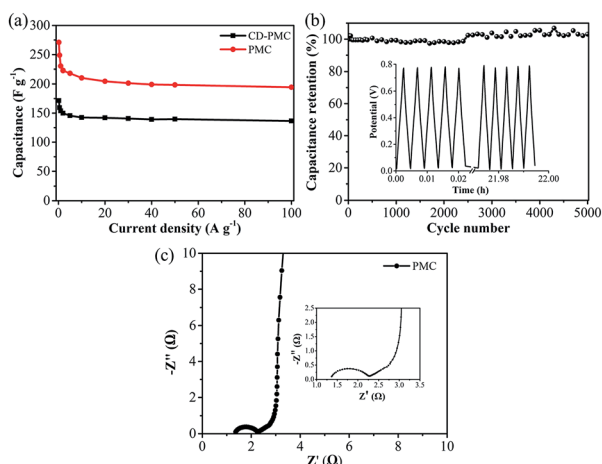 (a)
CD-PMC
PMC
300
250
200
150
100
50
0
0 20 40 60 80 100
Capacitance (F g⁻¹)
Current density (A g⁻¹)
(b)
120
100
80
60
40
20
0
0 1000 2000 3000 4000 5000
Capacitance retention (%)
Cycle number
0.8
0.6
0.4
0.2
0.0
0.00 0.01 0.02 21.98 22.00
Potential (V)
Time (h)
(c)
PMC
10
8
6
4
2
0
0 2 4 6 8 10
-Z'' (Ω)
Z' (Ω)
2.5
2.0
1.5
1.0
0.5
0.0
1.0 1.5 2.0 2.5 3.0 3.5
-Z'' (Ω)
Z' (Ω)